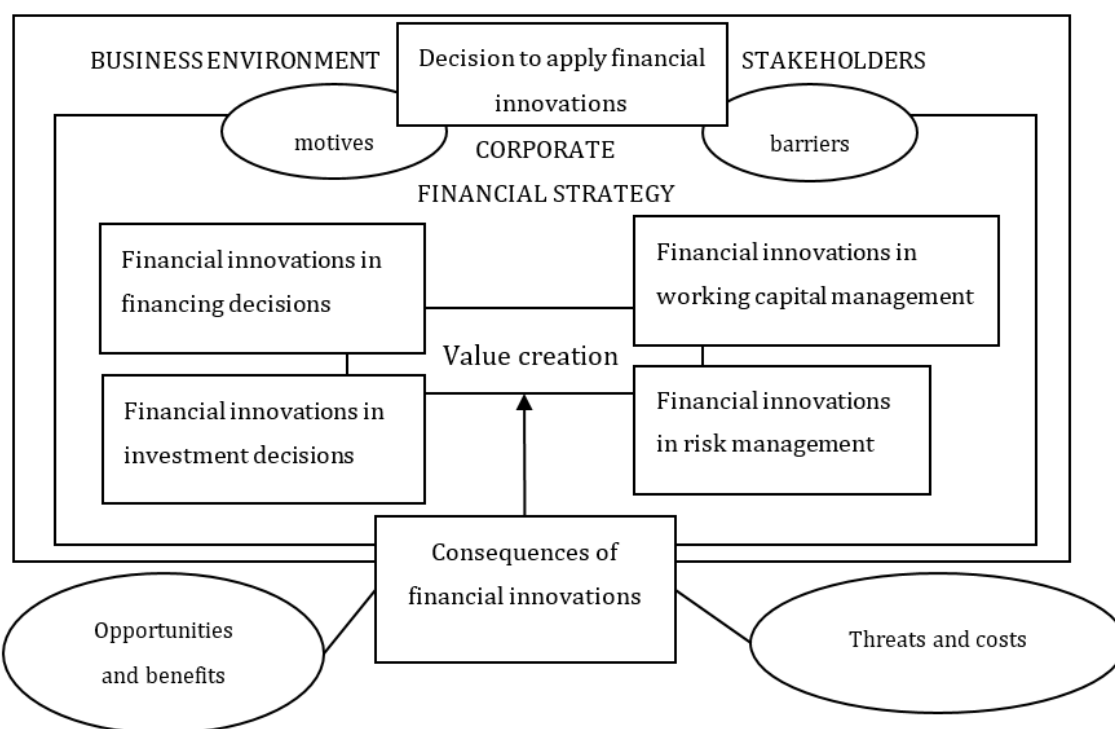 BUSINESS ENVIRONMENT
Decision to apply financial
innovations
STAKEHOLDERS
motives
barriers
CORPORATE
FINANCIAL STRATEGY
Financial innovations in
financing decisions
Financial innovations in
working capital management
Value creation
Financial innovations in
investment decisions
Financial innovations
in risk management
Consequences of
financial innovations
Opportunities
and benefits
Threats and costs